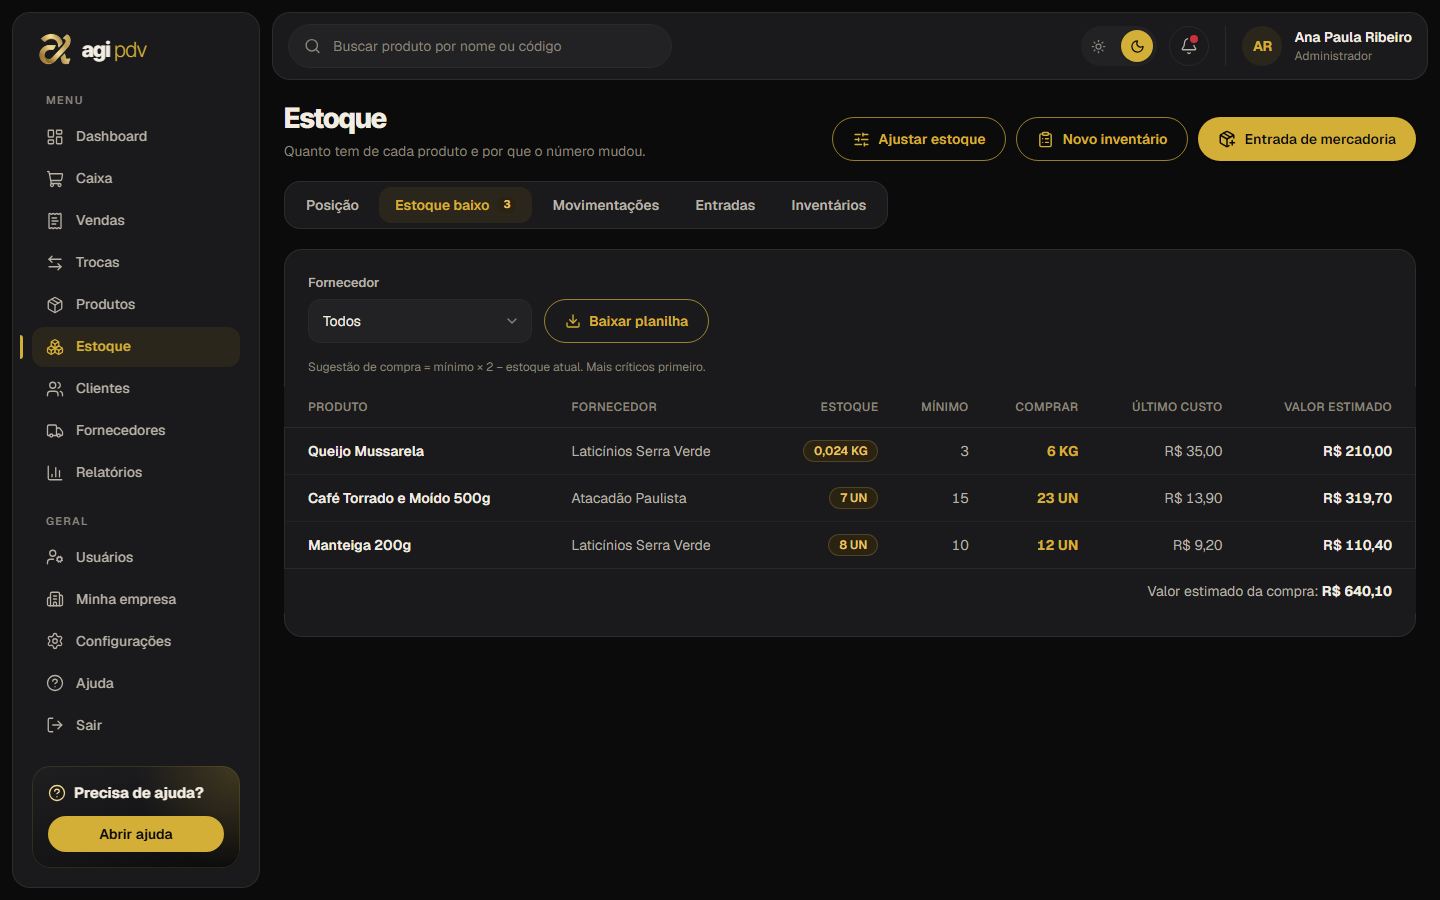 agi pdv
MENU
Dashboard
Caixa
Vendas
Trocas
Produtos
Estoque
Clientes
Fornecedores
Relatórios
GERAL
Usuários
Minha empresa
Configurações
Ajuda
Sair
Precisa de ajuda?
Abrir ajuda
Buscar produto por nome ou código
AR
Ana Paula Ribeiro
Administrador
Estoque
Quanto tem de cada produto e por que o número mudou.
Ajustar estoque
Novo inventário
Entrada de mercadoria
Posição Estoque baixo 3 Movimentações Entradas Inventários
Fornecedor
Todos
Baixar planilha
Sugestão de compra = mínimo × 2 − estoque atual. Mais críticos primeiro.
PRODUTO FORNECEDOR ESTOQUE MÍNIMO COMPRAR ÚLTIMO CUSTO VALOR ESTIMADO
Queijo Mussarela Laticínios Serra Verde 0,024 KG 3 6 KG R$ 35,00 R$ 210,00
Café Torrado e Moído 500g Atacadão Paulista 7 UN 15 23 UN R$ 13,90 R$ 319,70
Manteiga 200g Laticínios Serra Verde 8 UN 10 12 UN R$ 9,20 R$ 110,40
Valor estimado da compra: R$ 640,10